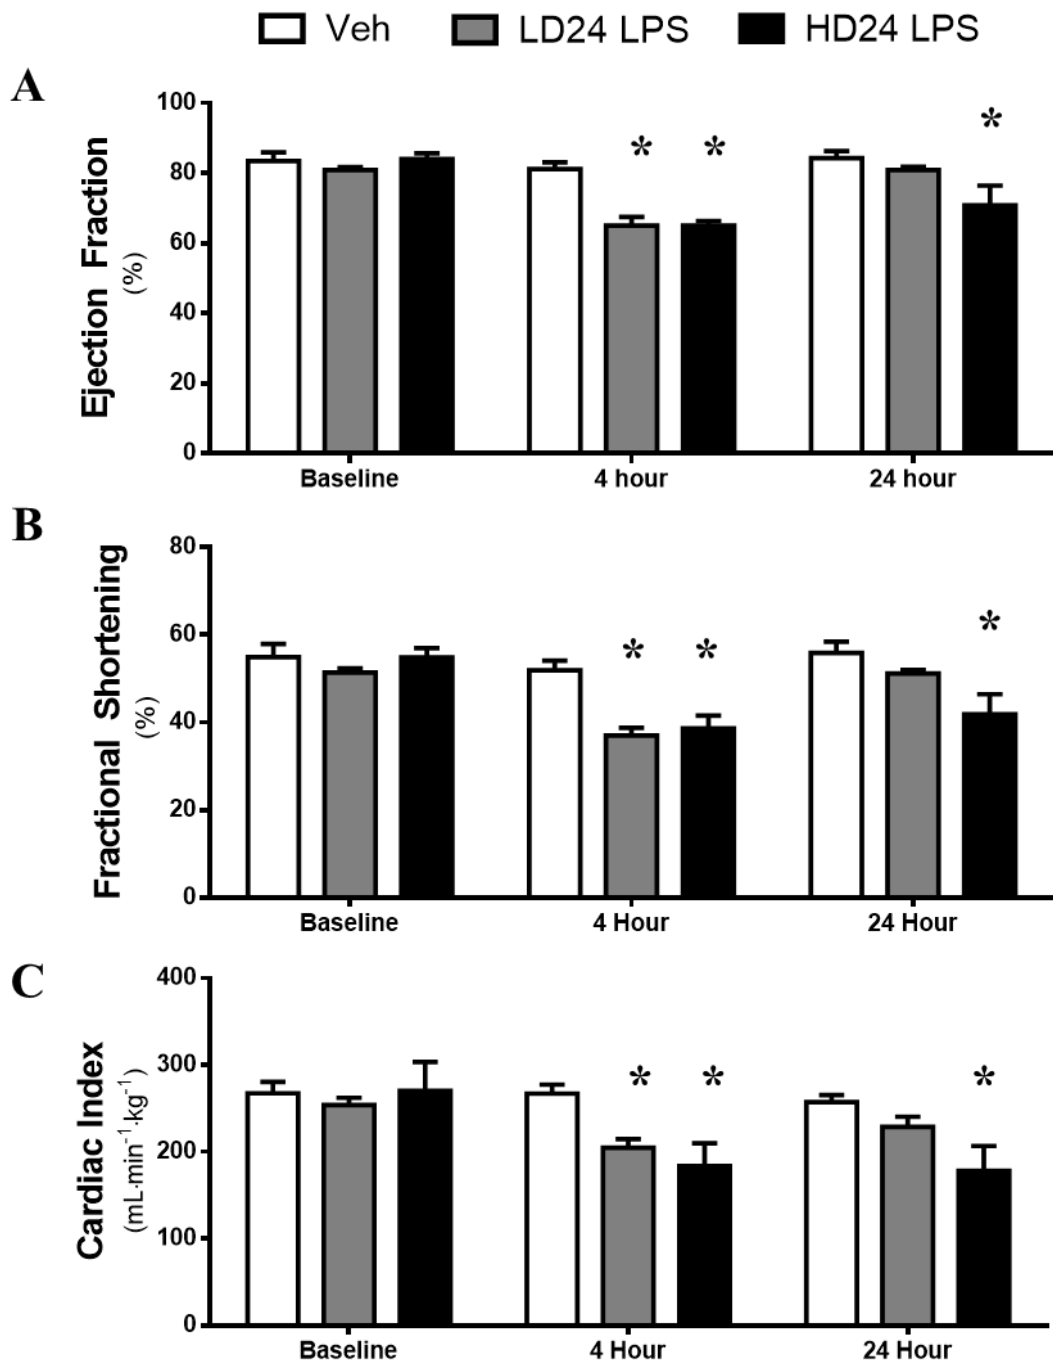 Veh LD24 LPS HD24 LPS
A
Ejection Fraction
(%)
100
80
60
40
20
0
* * *
Baseline 4 hour 24 hour
B
Fractional Shortening
(%)
80
60
40
20
0
* * *
Baseline 4 Hour 24 Hour
C
Cardiac Index
(mL·min⁻¹·kg⁻¹)
400
300
200
100
0
* * *
Baseline 4 Hour 24 Hour